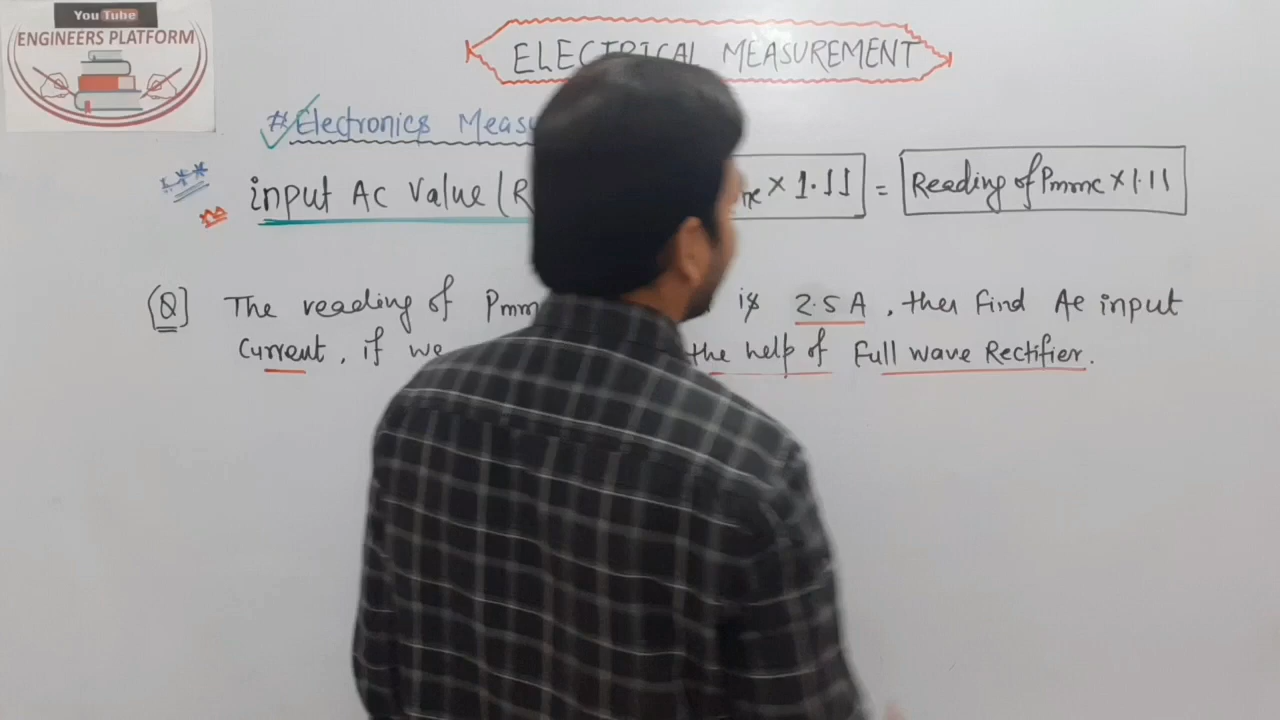 YouTube
ENGINEERS PLATFORM
ELECTRICAL MEASUREMENT
#Electronics Meas
input Ac Value (R × 1.11 = Reading of Pmmc × 1.11
[Q] The reading of Pmm is 2.5 A, then find Ac input
Current, if we the help of Full wave Rectifier.